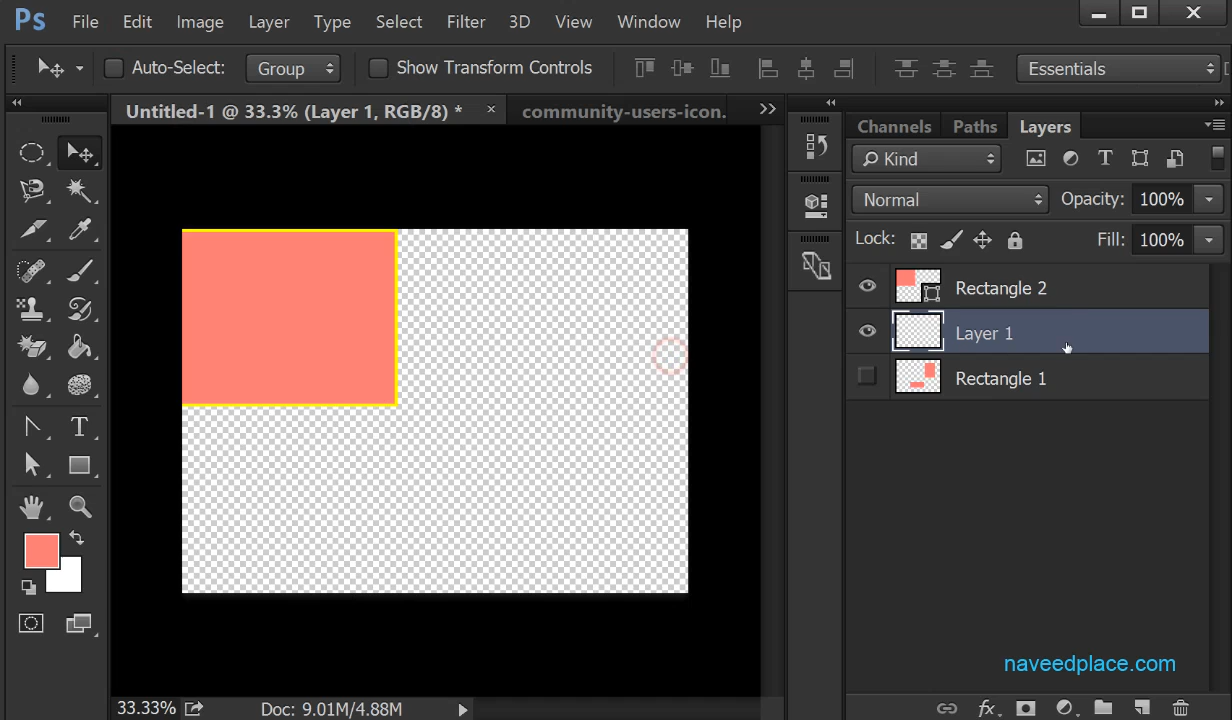 Ps File Edit Image Layer Type Select Filter 3D View Window Help
Auto-Select: Group Show Transform Controls Essentials
Untitled-1 @ 33.3% (Layer 1, RGB/8) * × community-users-icon.
Channels Paths Layers
Kind
Normal Opacity: 100%
Lock: Fill: 100%
Rectangle 2
Layer 1
Rectangle 1
naveedplace.com
33.33% Doc: 9.01M/4.88M